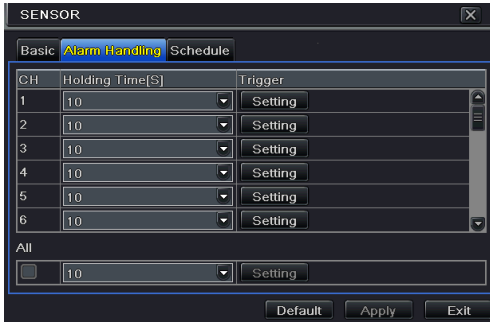 SENSOR
Basic Alarm Handling Schedule
CH Holding Time[S] Trigger
1 10 Setting
2 10 Setting
3 10 Setting
4 10 Setting
5 10 Setting
6 10 Setting
All
10 Setting
Default Apply Exit